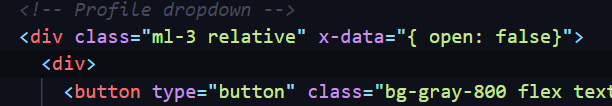 <!-- Profile dropdown -->
<div class="ml-3 relative" x-data="{ open: false}">
<div>
<button type="button" class="bg-gray-800 flex text